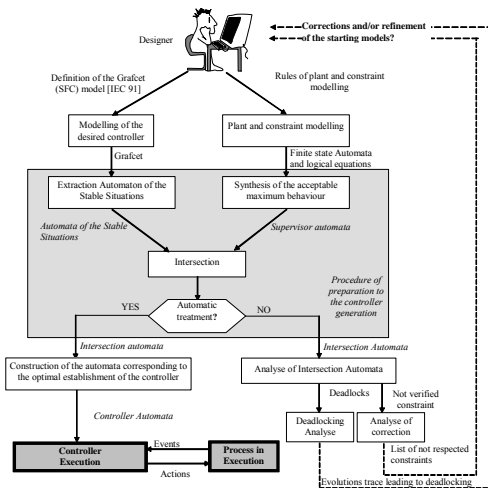 Corrections and/or refinement
of the starting models?
Designer
Definition of the Grafcet
(SFC) model [IEC 91]
Rules of plant and constraint
modelling
Modelling of the
desired controller
Plant and constraint modelling
Grafcet
Finite state Automata
and logical equations
Extraction Automaton of the
Stable Situations
Synthesis of the acceptable
maximum behaviour
Automata of the Stable
Situations
Supervisor automata
Intersection
Procedure of
preparation to
the controller
generation
Automatic
treatment?
YES
NO
Intersection automata
Intersection Automata
Construction of the automata corresponding
to the optimal establishment of the controller
Analyse of Intersection Automata
Deadlocks
Not verified
constraint
Controller Automata
Deadlocking
Analyse
Analyse of
correction
Controller
Execution
Events
Actions
Process in
Execution
List of not respected
constraints
Evolutions trace leading to deadlocking